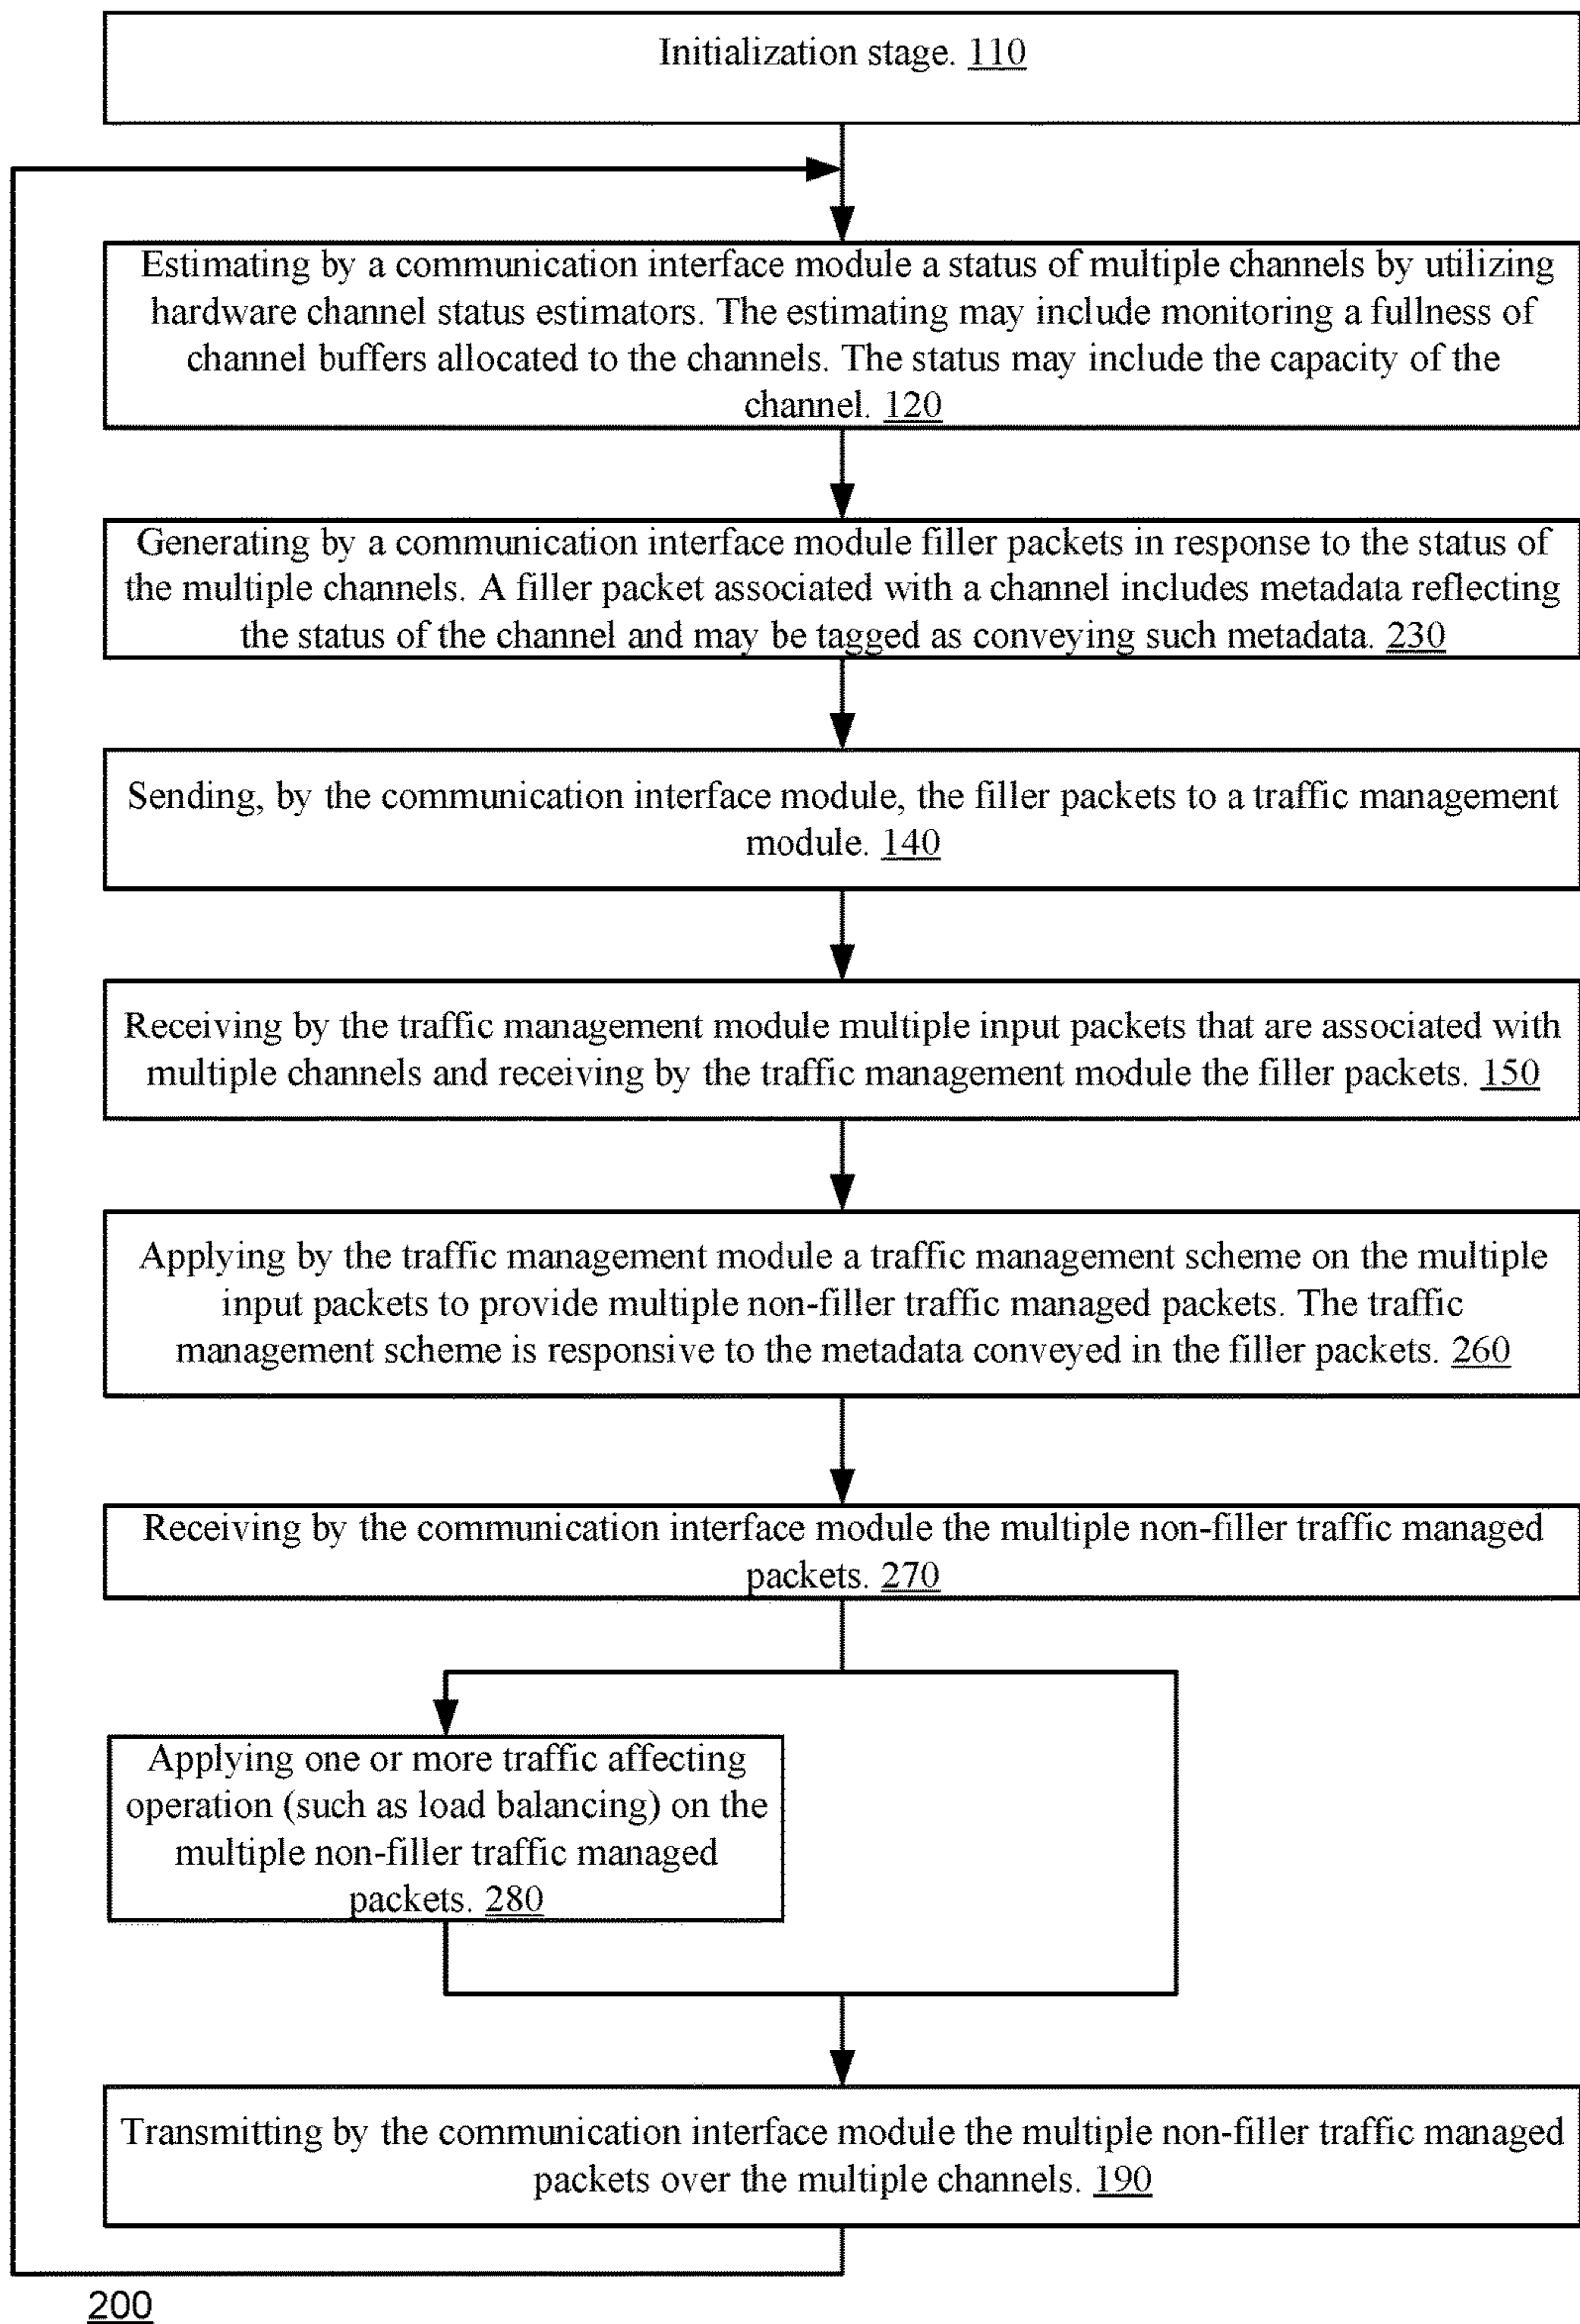 Initialization stage. 110
Estimating by a communication interface module a status of multiple channels by utilizing
hardware channel status estimators. The estimating may include monitoring a fullness of
channel buffers allocated to the channels. The status may include the capacity of the
channel. 120
Generating by a communication interface module filler packets in response to the status of
the multiple channels. A filler packet associated with a channel includes metadata reflecting
the status of the channel and may be tagged as conveying such metadata. 230
Sending, by the communication interface module, the filler packets to a traffic management
module. 140
Receiving by the traffic management module multiple input packets that are associated with
multiple channels and receiving by the traffic management module the filler packets. 150
Applying by the traffic management module a traffic management scheme on the multiple
input packets to provide multiple non-filler traffic managed packets. The traffic
management scheme is responsive to the metadata conveyed in the filler packets. 260
Receiving by the communication interface module the multiple non-filler traffic managed
packets. 270
Applying one or more traffic affecting
operation (such as load balancing) on the
multiple non-filler traffic managed
packets. 280
Transmitting by the communication interface module the multiple non-filler traffic managed
packets over the multiple channels. 190
200